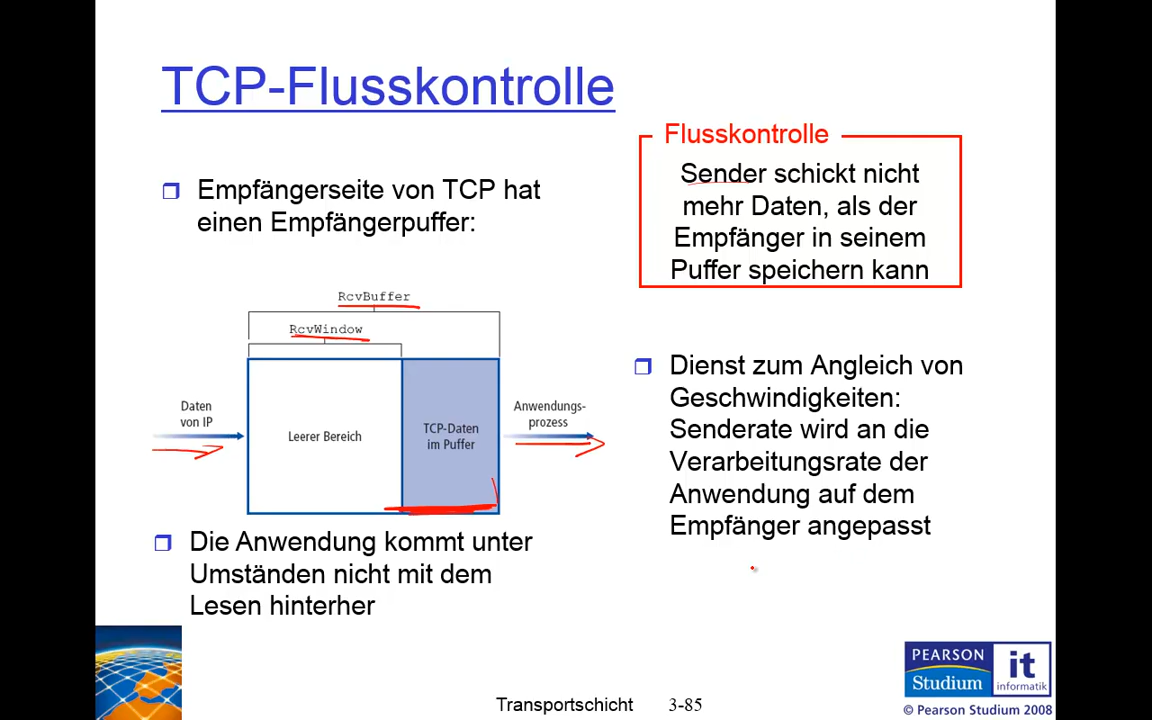 TCP-Flusskontrolle
Empfängerseite von TCP hat
einen Empfängerpuffer:
RcvBuffer
RcvWindow
Daten
von IP
Leerer Bereich
TCP-Daten
im Puffer
Anwendungs-
prozess
Die Anwendung kommt unter
Umständen nicht mit dem
Lesen hinterher
Flusskontrolle
Sender schickt nicht
mehr Daten, als der
Empfänger in seinem
Puffer speichern kann
Dienst zum Angleich von
Geschwindigkeiten:
Senderate wird an die
Verarbeitungsrate der
Anwendung auf dem
Empfänger angepasst
Transportschicht 3-85
PEARSON
Studium
it
informatik
© Pearson Studium 2008